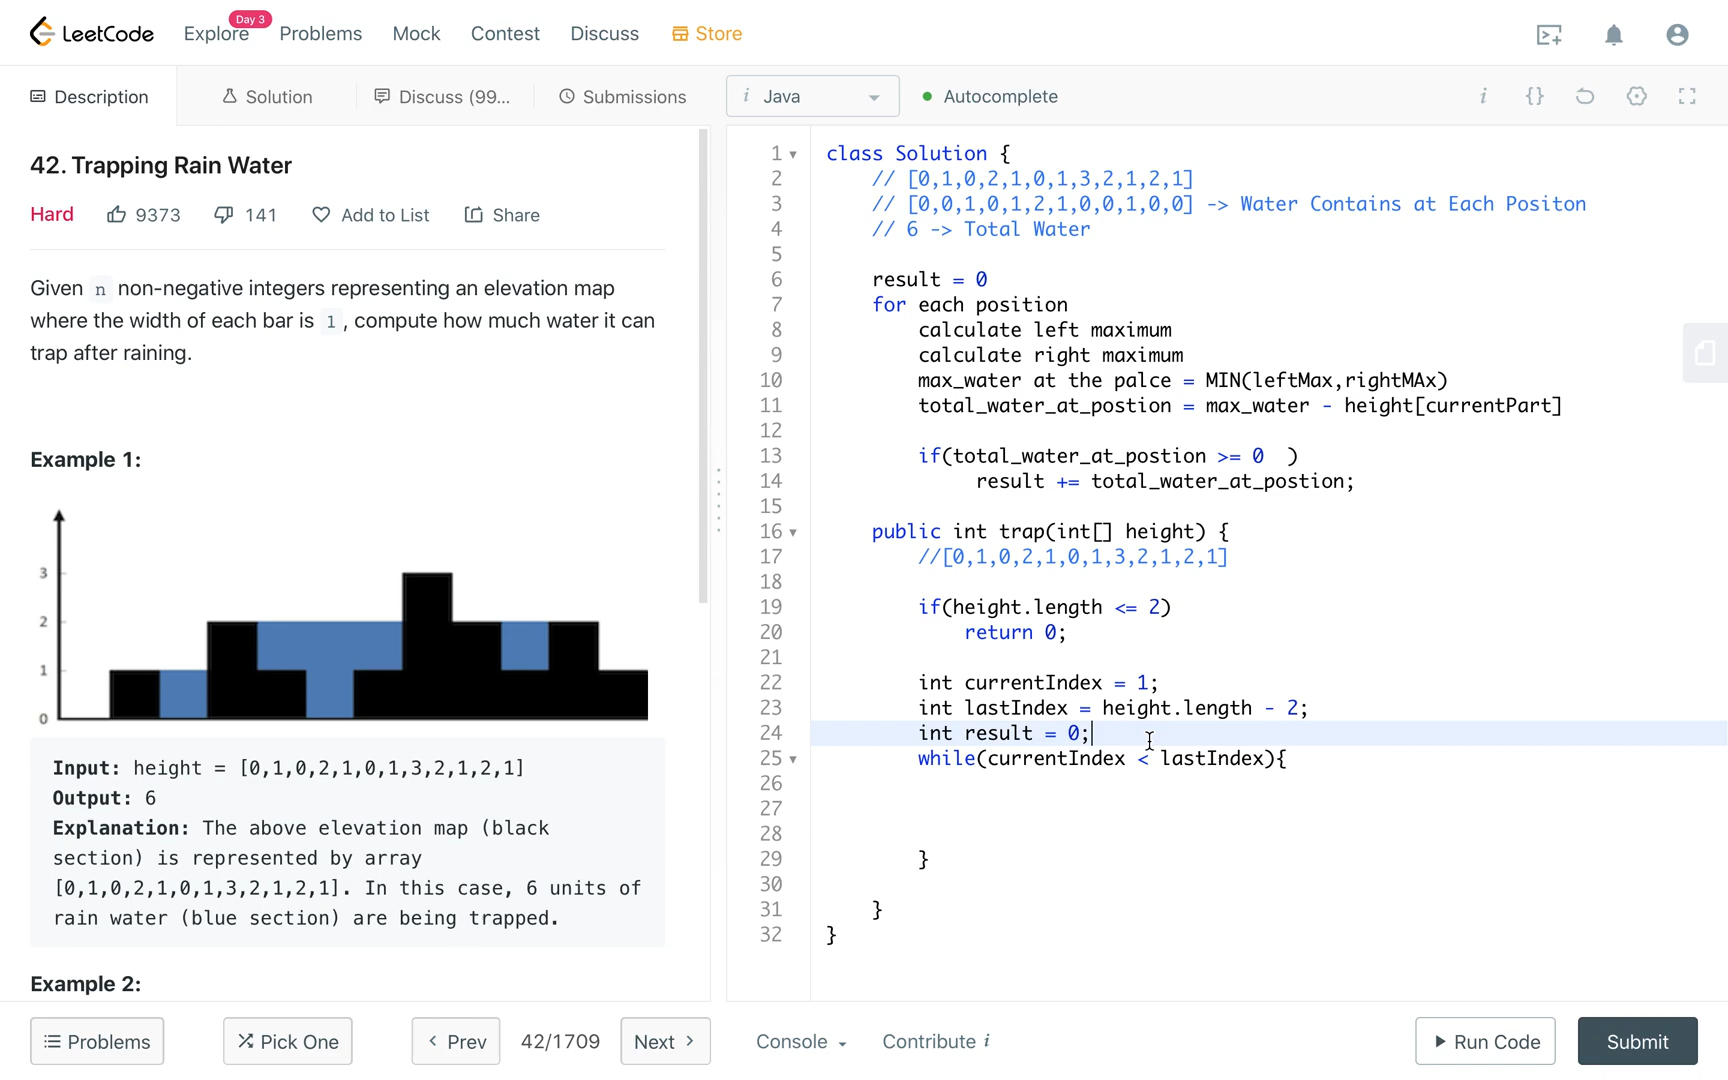 LeetCode
Explore
Day 3
Problems
Mock
Contest
Discuss
Store
Description
Solution
Discuss (99...
Submissions
i Java
Autocomplete
i
{}
42. Trapping Rain Water
Hard
9373
141
Add to List
Share
Given n non-negative integers representing an elevation map
where the width of each bar is 1, compute how much water it can
trap after raining.
Example 1:
3
2
1
0
Input: height = [0,1,0,2,1,0,1,3,2,1,2,1]
Output: 6
Explanation: The above elevation map (black
section) is represented by array
[0,1,0,2,1,0,1,3,2,1,2,1]. In this case, 6 units of
rain water (blue section) are being trapped.
Example 2:
1 class Solution {
2 // [0,1,0,2,1,0,1,3,2,1,2,1]
3 // [0,0,1,0,1,2,1,0,0,1,0,0] -> Water Contains at Each Positon
4 // 6 -> Total Water
5
6 result = 0
7 for each position
8 calculate left maximum
9 calculate right maximum
10 max_water at the palce = MIN(leftMax,rightMAx)
11 total_water_at_postion = max_water - height[currentPart]
12
13 if(total_water_at_postion >= 0 )
14 result += total_water_at_postion;
15
16 public int trap(int[] height) {
17 //[0,1,0,2,1,0,1,3,2,1,2,1]
18
19 if(height.length <= 2)
20 return 0;
21
22 int currentIndex = 1;
23 int lastIndex = height.length - 2;
24 int result = 0;
25 while(currentIndex < lastIndex){
26
27
28
29 }
30
31 }
32 }
Problems
Pick One
Prev
42/1709
Next
Console
Contribute i
Run Code
Submit